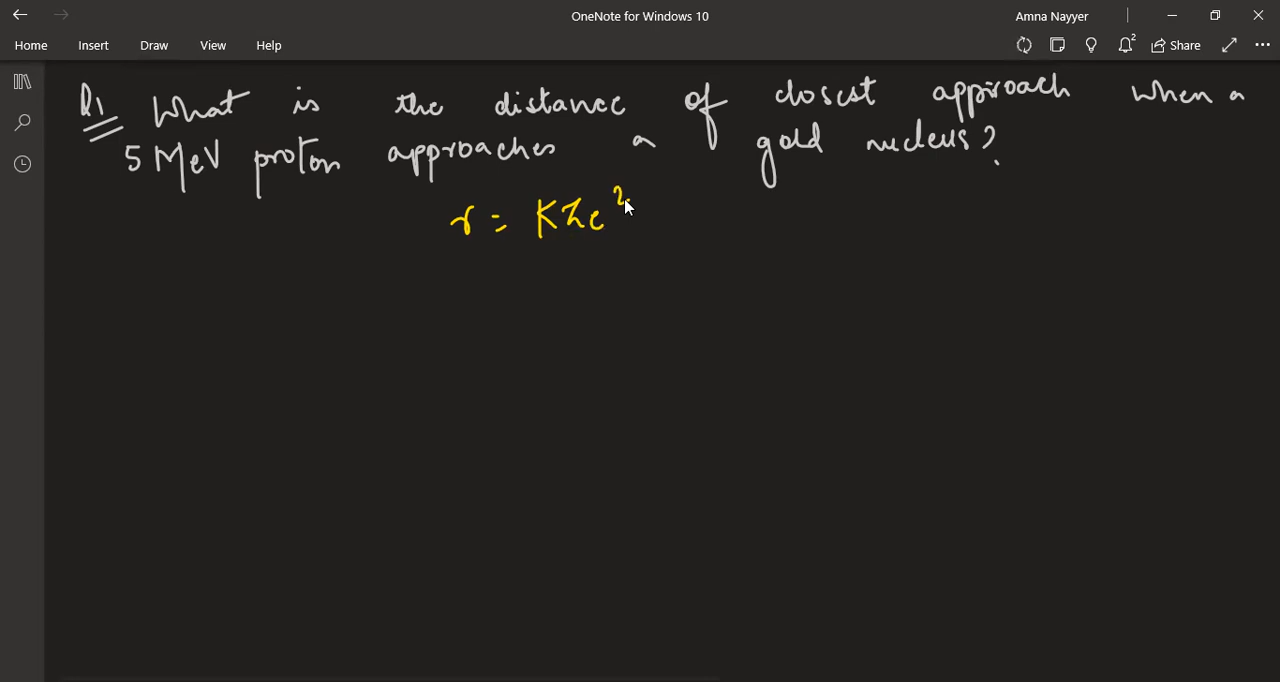 OneNote for Windows 10
Amna Nayyer
Home Insert Draw View Help
2 Share
Q1 What is the distance of closest approach when a
5 MeV proton approaches a gold nucleus?
r = KZe²